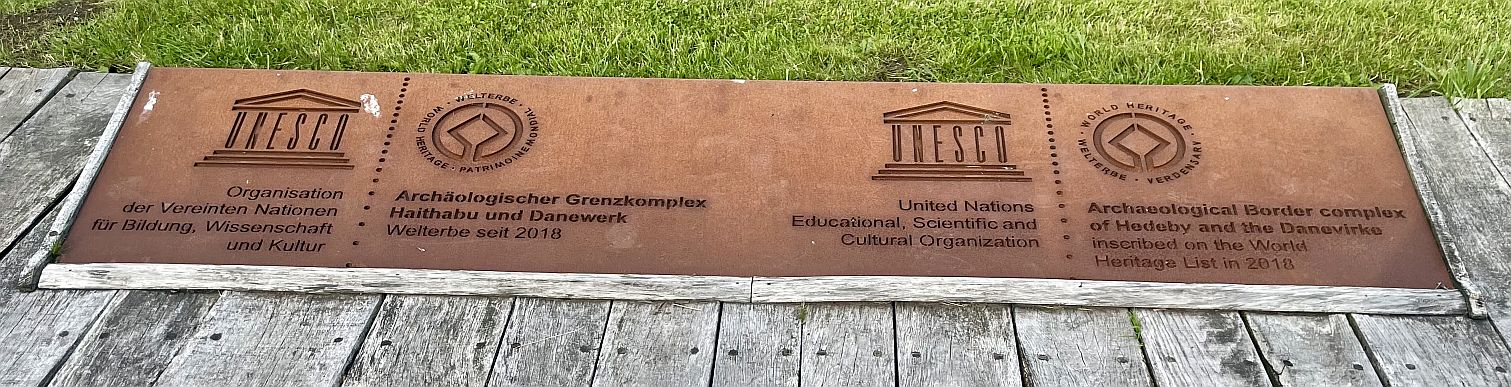 UNESCO
Organisation
der Vereinten Nationen
für Bildung, Wissenschaft
und Kultur
WELTERBE · PATRIMOINE MONDIAL · WORLD HERITAGE ·
Archäologischer Grenzkomplex
Haithabu und Danewerk
Welterbe seit 2018
UNESCO
United Nations
Educational, Scientific and
Cultural Organization
WORLD HERITAGE · VERDENSARV · WELTERBE ·
Archaeological Border complex
of Hedeby and the Danevirke
inscribed on the World
Heritage List in 2018